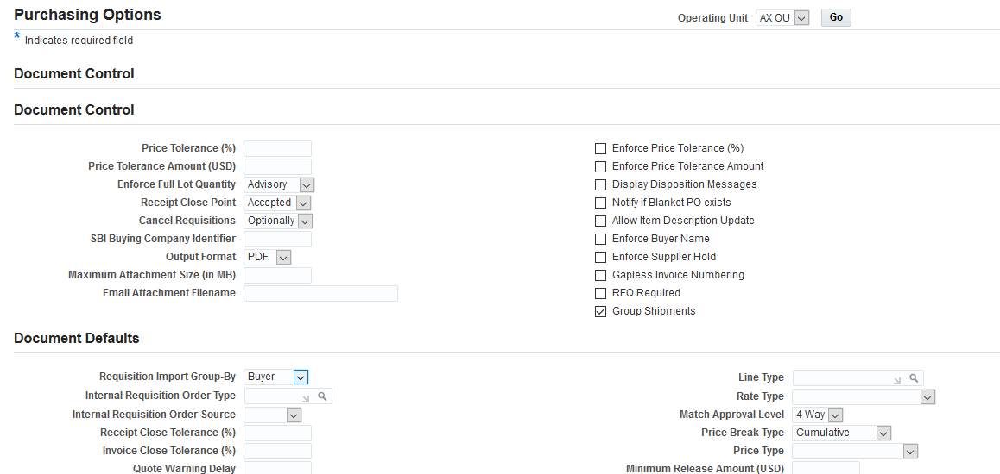 Purchasing Options
Operating Unit AX OU Go
* Indicates required field
Document Control
Document Control
Price Tolerance (%)
Price Tolerance Amount (USD)
Enforce Full Lot Quantity Advisory
Receipt Close Point Accepted
Cancel Requisitions Optionally
SBI Buying Company Identifier
Output Format PDF
Maximum Attachment Size (in MB)
Email Attachment Filename
Enforce Price Tolerance (%)
Enforce Price Tolerance Amount
Display Disposition Messages
Notify if Blanket PO exists
Allow Item Description Update
Enforce Buyer Name
Enforce Supplier Hold
Gapless Invoice Numbering
RFQ Required
Group Shipments
Document Defaults
Requisition Import Group-By Buyer
Internal Requisition Order Type
Internal Requisition Order Source
Receipt Close Tolerance (%)
Invoice Close Tolerance (%)
Quote Warning Delay
Line Type
Rate Type
Match Approval Level 4 Way
Price Break Type Cumulative
Price Type
Minimum Release Amount (USD)